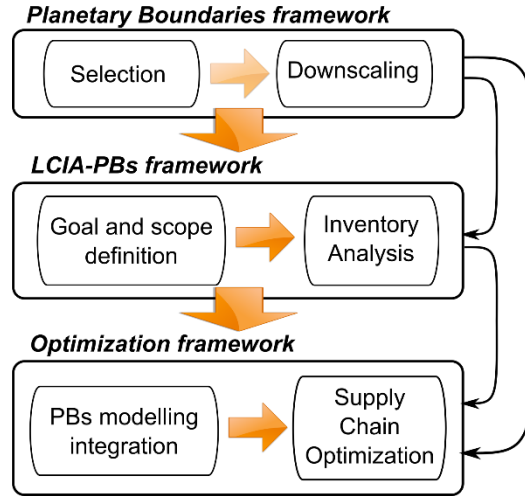 Planetary Boundaries framework
Selection
Downscaling
LCIA-PBs framework
Goal and scope
definition
Inventory
Analysis
Optimization framework
PBs modelling
integration
Supply
Chain
Optimization